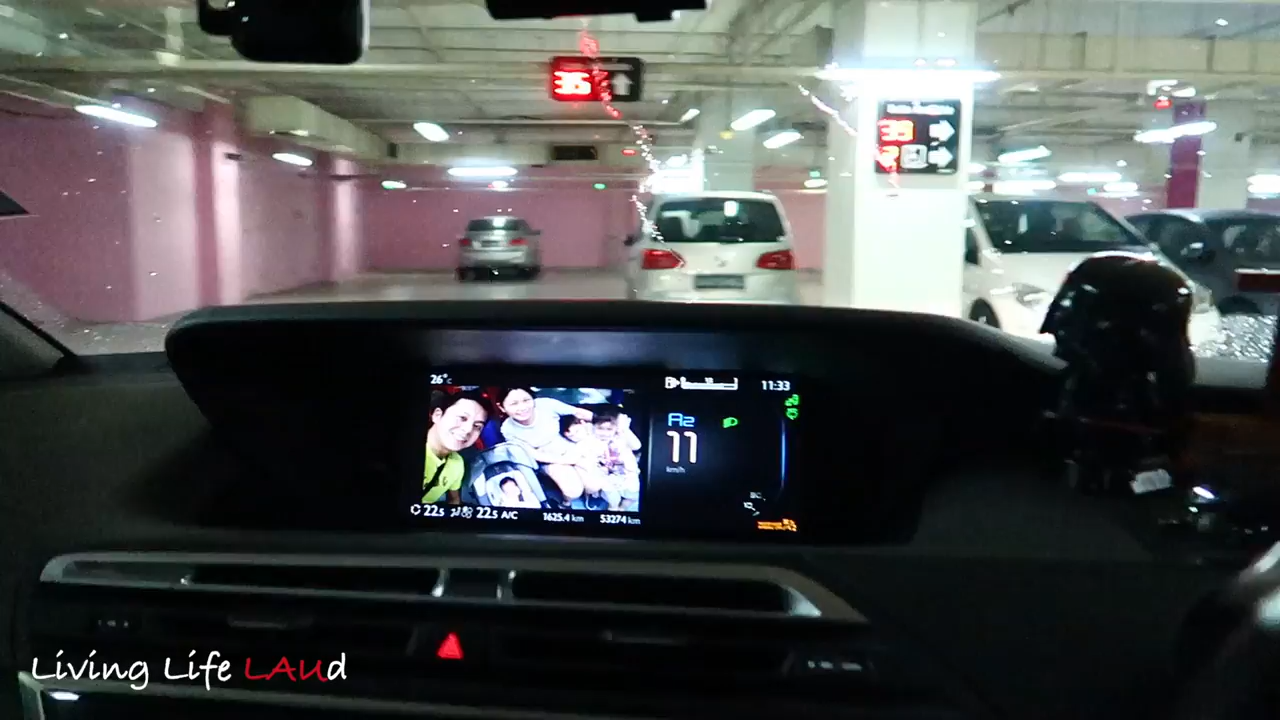 36
33
26°c
11:33
A2
11
km/h
22.5 22.5 A/C
1625.4 km 53274 km
Living Life LAUd